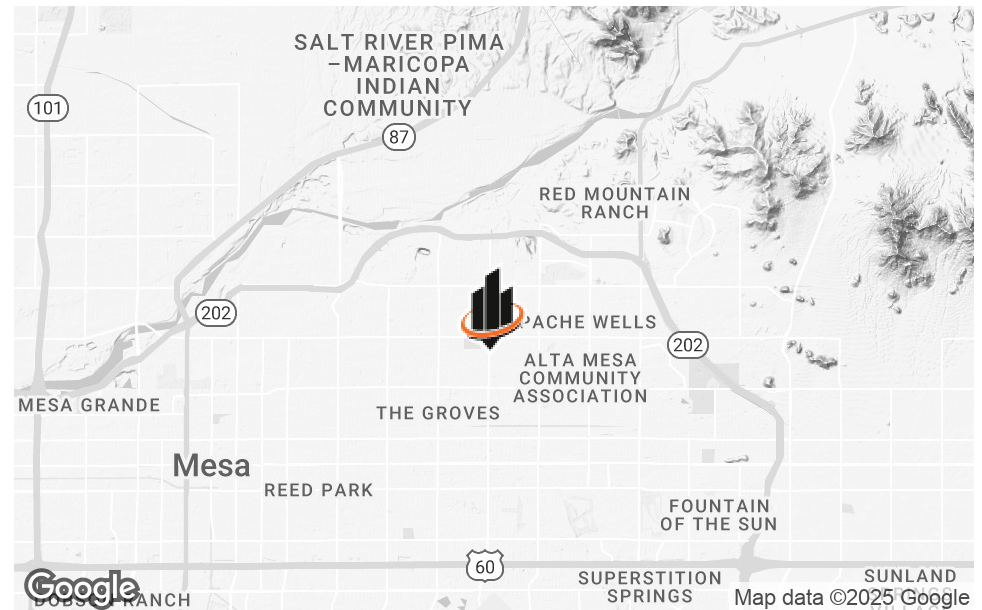 SALT RIVER PIMA
–MARICOPA
INDIAN
COMMUNITY
101
87
RED MOUNTAIN
RANCH
202
PACHE WELLS
202
ALTA MESA
COMMUNITY
ASSOCIATION
MESA GRANDE
THE GROVES
Mesa
REED PARK
FOUNTAIN
OF THE SUN
60
SUPERSTITION
SPRINGS
SUNLAND
Google
Map data ©2025 Google
RANCH